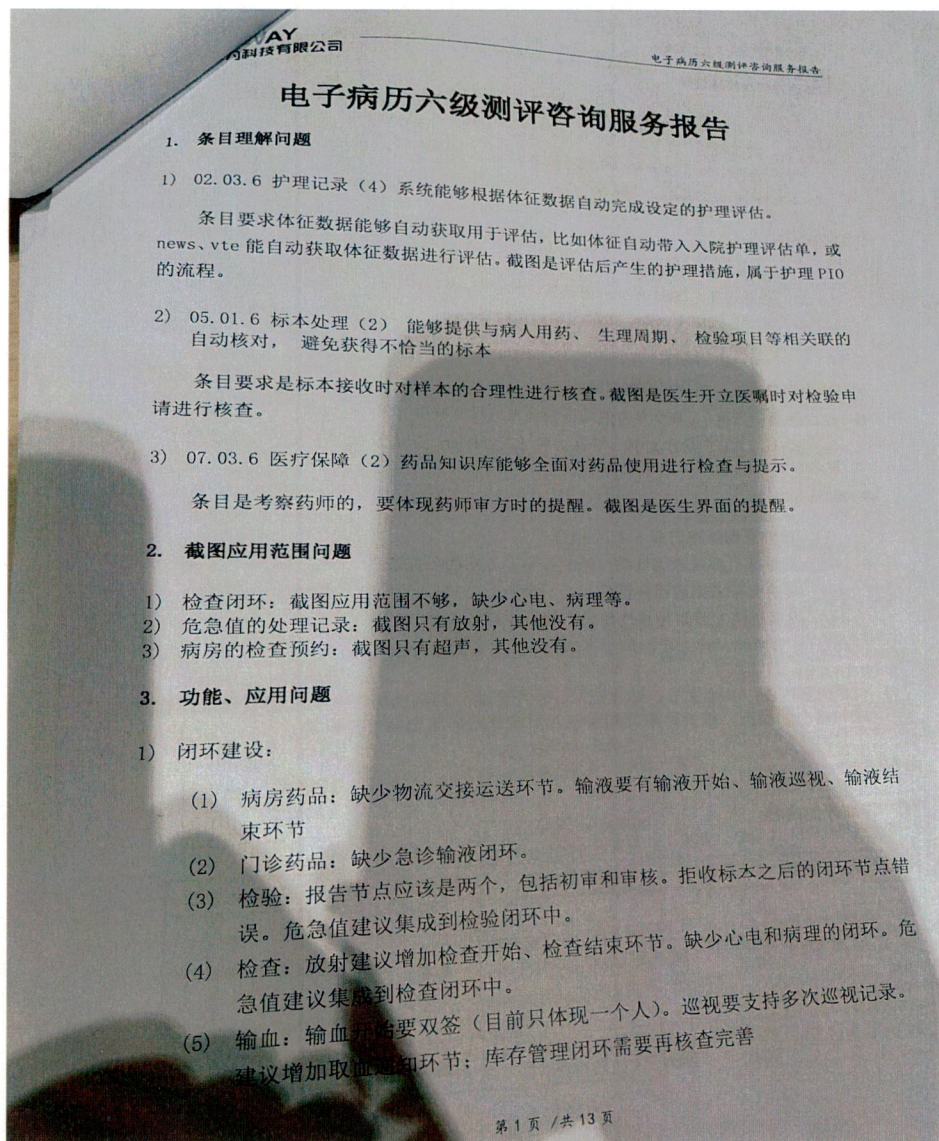 WAY
为科技有限公司
电子病历六级测评咨询服务报告
电子病历六级测评咨询服务报告
1. 条目理解问题
1) 02.03.6 护理记录（4）系统能够根据体征数据自动完成设定的护理评估。
条目要求体征数据能够自动获取用于评估，比如体征自动带入入院护理评估单，或
news、vte 能自动获取体征数据进行评估。截图是评估后产生的护理措施，属于护理 PIO
的流程。
2) 05.01.6 标本处理（2） 能够提供与病人用药、 生理周期、 检验项目等相关联的
自动核对， 避免获得不恰当的标本
条目要求是标本接收时对样本的合理性进行核查。截图是医生开立医嘱时对检验申
请进行核查。
3) 07.03.6 医疗保障（2）药品知识库能够全面对药品使用进行检查与提示。
条目是考察药师的，要体现药师审方时的提醒。截图是医生界面的提醒。
2. 截图应用范围问题
1) 检查闭环：截图应用范围不够，缺少心电、病理等。
2) 危急值的处理记录：截图只有放射，其他没有。
3) 病房的检查预约：截图只有超声，其他没有。
3. 功能、应用问题
1) 闭环建设：
(1) 病房药品：缺少物流交接运送环节。输液要有输液开始、输液巡视、输液结
束环节
(2) 门诊药品：缺少急诊输液闭环。
(3) 检验：报告节点应该是两个，包括初审和审核。拒收标本之后的闭环节点错
误。危急值建议集成到检验闭环中。
(4) 检查：放射建议增加检查开始、检查结束环节。缺少心电和病理的闭环。危
急值建议集成到检查闭环中。
(5) 输血：输血开始要双签（目前只体现一个人）。巡视要支持多次巡视记录。
建议增加取血通知环节；库存管理闭环需要再核查完善
第 1 页 /共 13 页